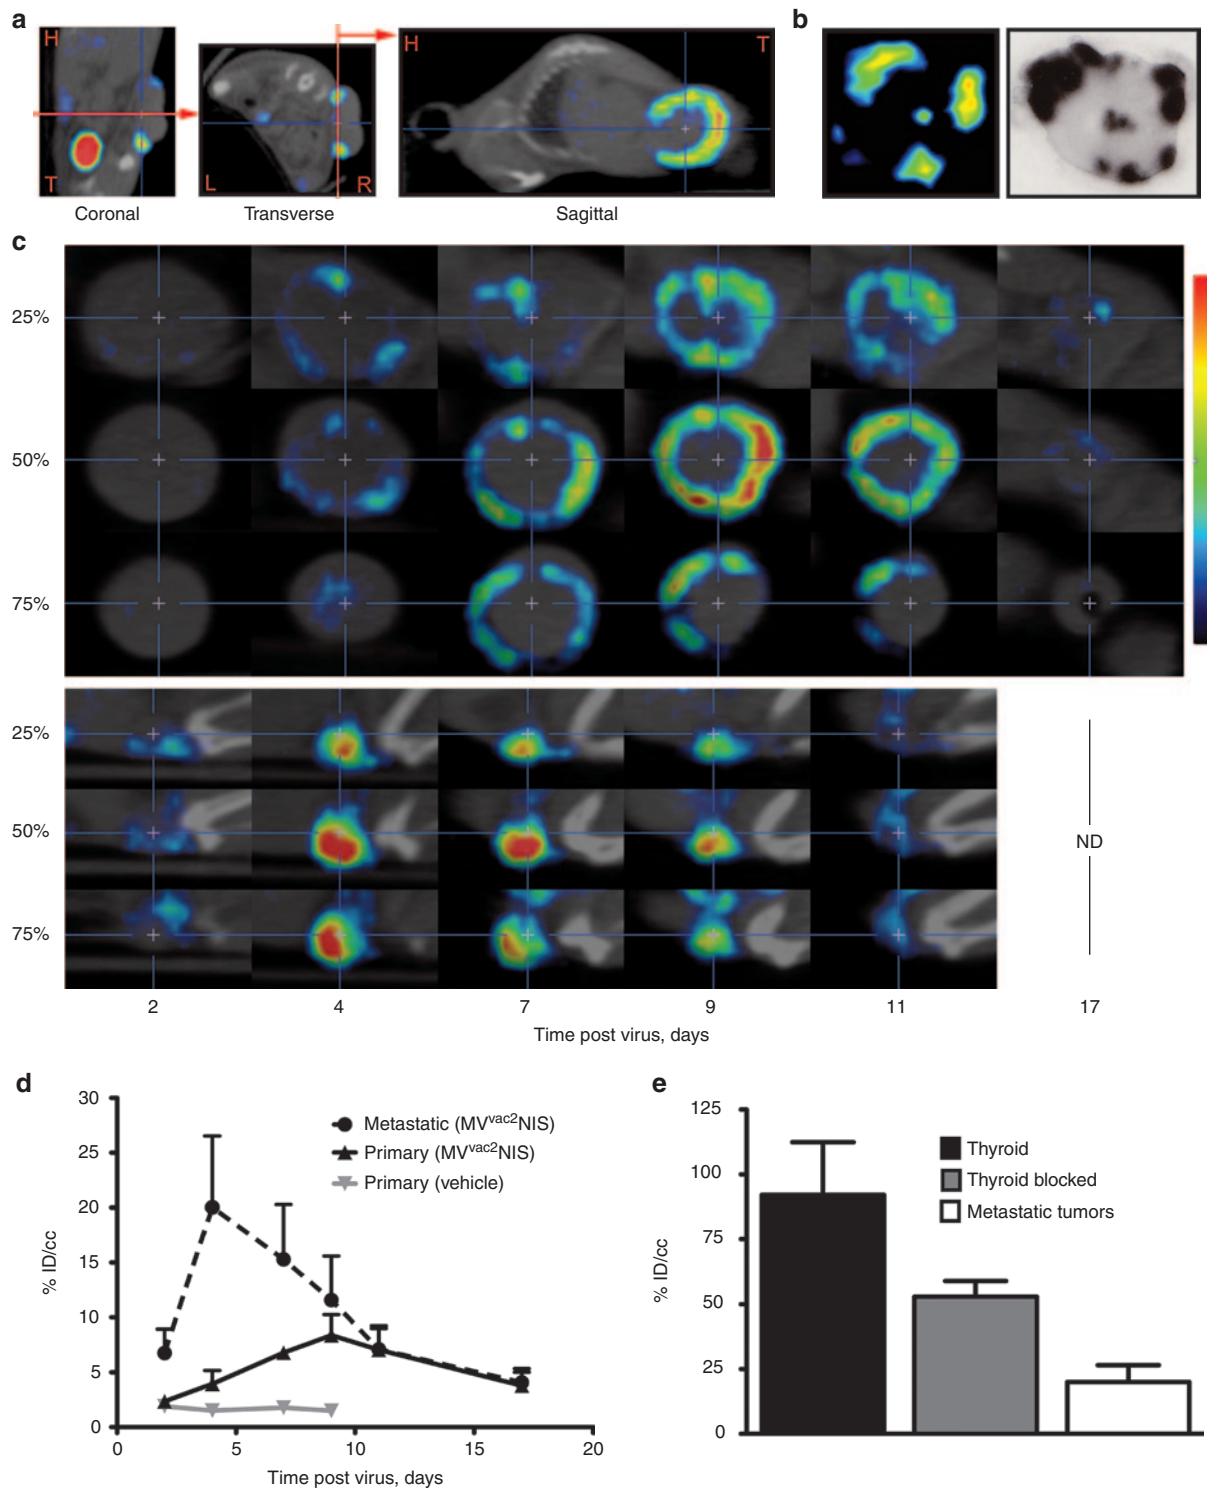 a
b
H
T
Coronal
L
R
Transverse
H
T
Sagittal
c
25%
50%
75%
25%
50%
75%
ND
2 4 7 9 11 17
Time post virus, days
d
30
25
20
15
10
5
0
% ID/cc
Metastatic (MVvac2NIS)
Primary (MVvac2NIS)
Primary (vehicle)
0 5 10 15 20
Time post virus, days
e
125
100
75
50
25
0
% ID/cc
Thyroid
Thyroid blocked
Metastatic tumors